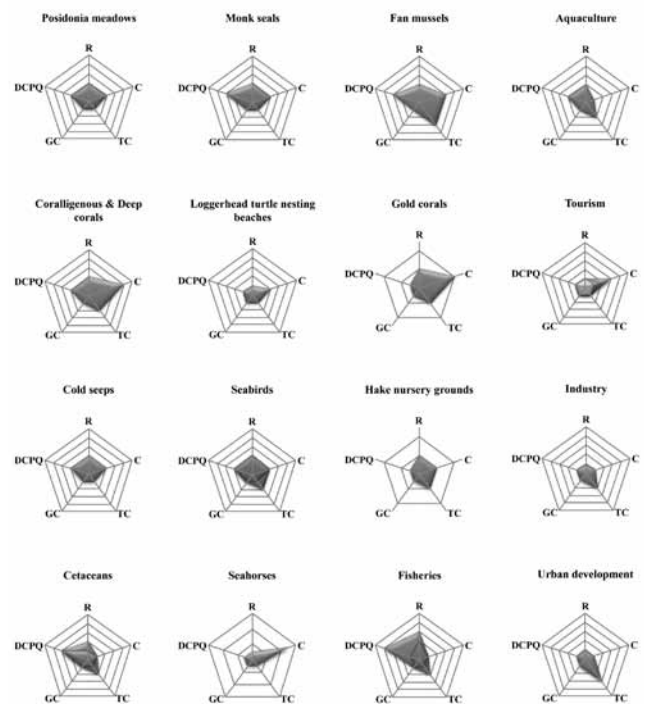 Posidonia meadows
R
DCPQ
C
GC
TC
Monk seals
R
DCPQ
C
GC
TC
Fan mussels
R
DCPQ
C
GC
TC
Aquaculture
R
DCPQ
C
GC
TC
Coralligenous & Deep
corals
R
DCPQ
C
GC
TC
Loggerhead turtle nesting
beaches
R
DCPQ
C
GC
TC
Gold corals
R
DCPQ
C
GC
TC
Tourism
R
DCPQ
C
GC
TC
Cold seeps
R
DCPQ
C
GC
TC
Seabirds
R
DCPQ
C
GC
TC
Hake nursery grounds
R
DCPQ
C
GC
TC
Industry
R
DCPQ
C
GC
TC
Cetaceans
R
DCPQ
C
GC
TC
Seahorses
R
DCPQ
C
GC
TC
Fisheries
R
DCPQ
C
GC
TC
Urban development
R
DCPQ
C
GC
TC